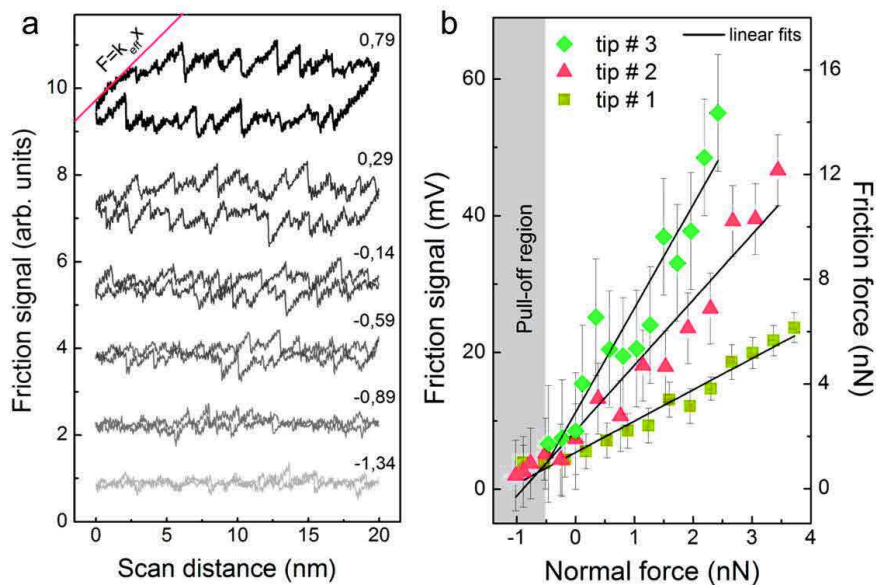 a
F=k_eff x
0,79
0,29
-0,14
-0,59
-0,89
-1,34
10
8
6
4
2
0
0
5
10
15
20
Friction signal (arb. units)
Scan distance (nm)
b
tip # 3
tip # 2
tip # 1
linear fits
Pull-off region
60
40
20
0
16
12
8
4
0
-1
0
1
2
3
4
Friction signal (mV)
Friction force (nN)
Normal force (nN)